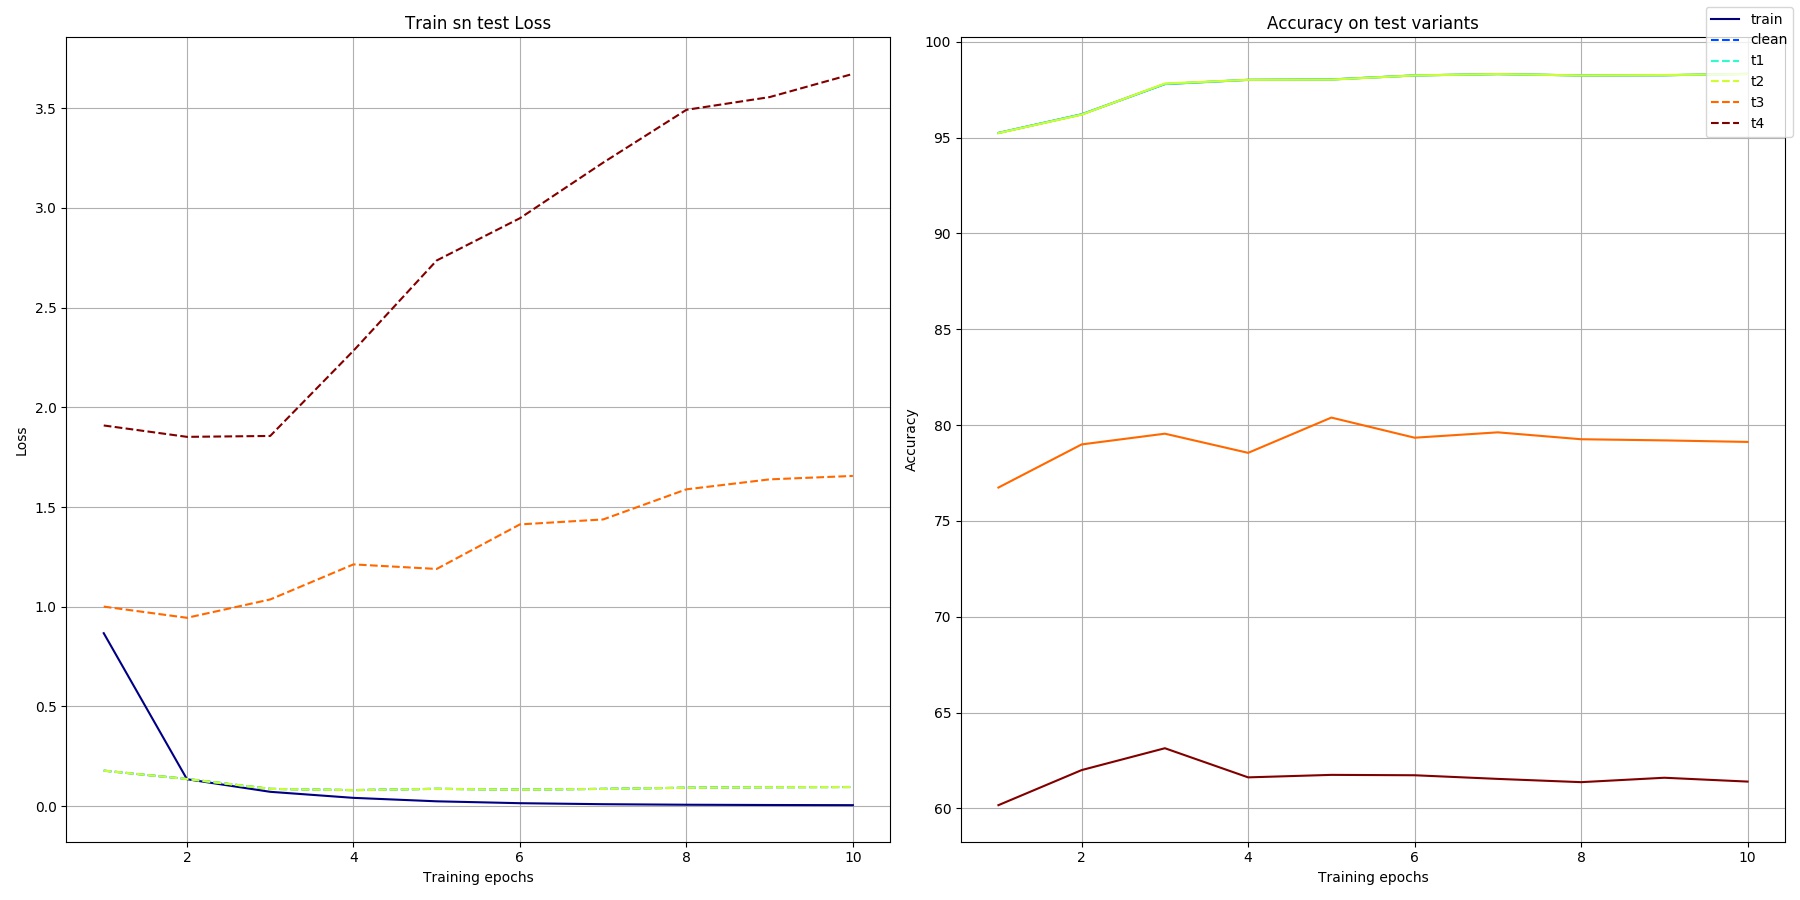 Train sn test Loss
3.5
3.0
2.5
2.0
1.5
1.0
0.5
0.0
Loss
2
4
6
8
10
Training epochs
Accuracy on test variants
100
95
90
85
80
75
70
65
60
Accuracy
2
4
6
8
10
Training epochs
train
clean
t1
t2
t3
t4